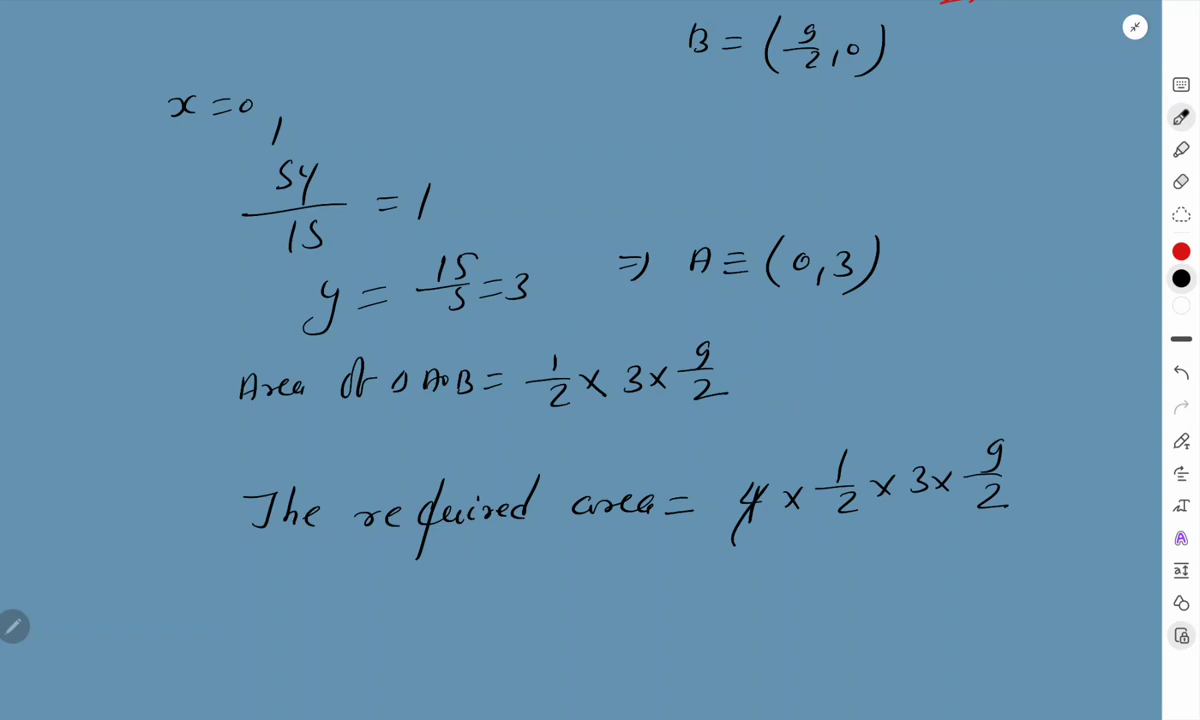 B = (9/2, 0)
x = 0,
5y/15 = 1
y = 15/5 = 3 ⇒ A ≡ (0, 3)
Area of △ AOB = 1/2 × 3 × 9/2
The required area = 4 × 1/2 × 3 × 9/2